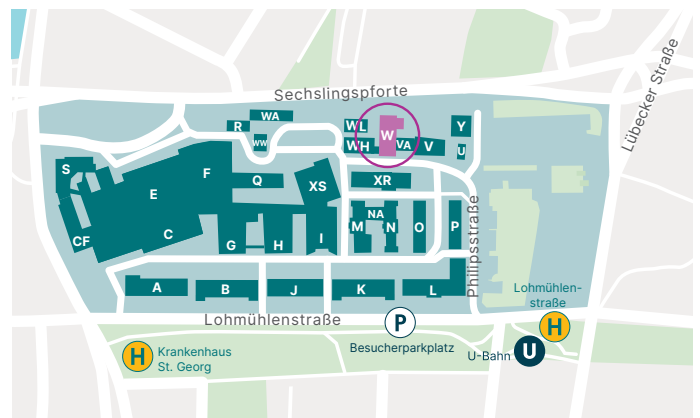 Sechslingspforte
Lübecker Straße
WA
R
WW
WL
W
WH
VA
V
Y
U
S
F
Q
XS
XR
E
C
CF
G
H
I
NA
M
N
O
P
Philipsstraße
A
B
J
K
L
Lohmühlen-
straße
Lohmühlenstraße
P
H
Besucherparkplatz
U-Bahn
U
H
Krankenhaus
St. Georg